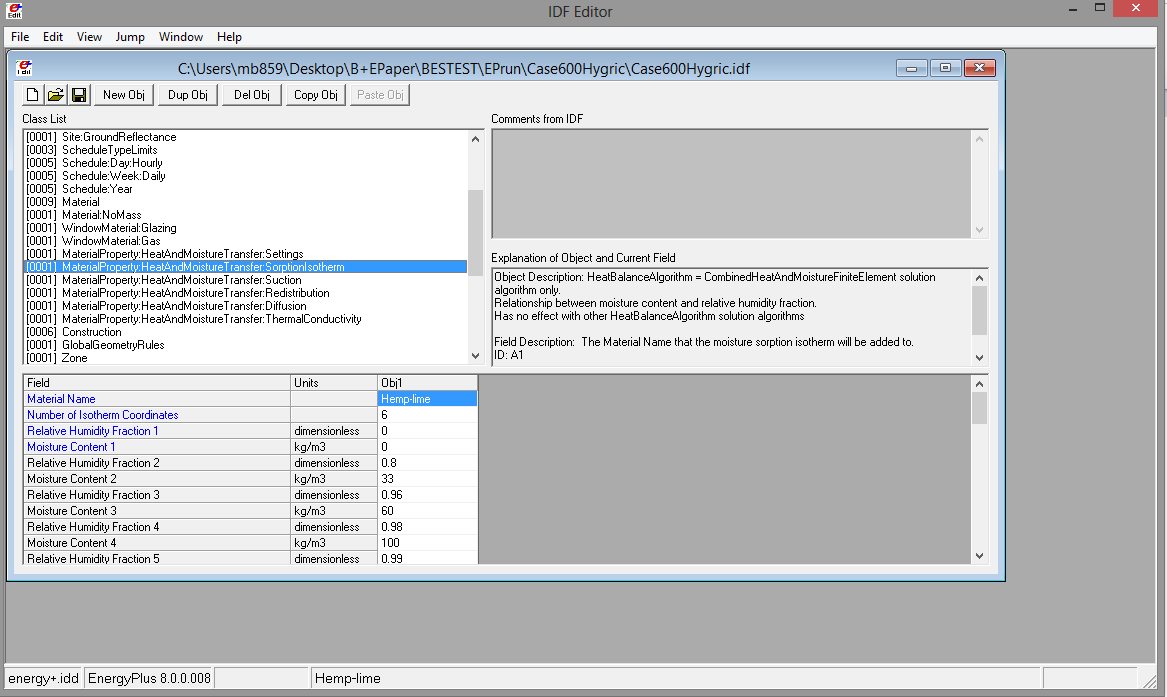 IDF Editor
File Edit View Jump Window Help
C:\Users\mb859\Desktop\B+EPaper\BESTEST\EPrun\Case600Hygric\Case600Hygric.idf
New Obj Dup Obj Del Obj Copy Obj Paste Obj
Class List
[0001] Site:GroundReflectance
[0003] ScheduleTypeLimits
[0005] Schedule:Day:Hourly
[0005] Schedule:Week:Daily
[0005] Schedule:Year
[0009] Material
[0001] Material:NoMass
[0001] WindowMaterial:Glazing
[0001] WindowMaterial:Gas
[0001] MaterialProperty:HeatAndMoistureTransfer:Settings
[0001] MaterialProperty:HeatAndMoistureTransfer:SorptionIsotherm
[0001] MaterialProperty:HeatAndMoistureTransfer:Suction
[0001] MaterialProperty:HeatAndMoistureTransfer:Redistribution
[0001] MaterialProperty:HeatAndMoistureTransfer:Diffusion
[0001] MaterialProperty:HeatAndMoistureTransfer:ThermalConductivity
[0006] Construction
[0001] GlobalGeometryRules
[0001] Zone
Comments from IDF
Explanation of Object and Current Field
Object Description: HeatBalanceAlgorithm = CombinedHeatAndMoistureFiniteElement solution
algorithm only.
Relationship between moisture content and relative humidity fraction.
Has no effect with other HeatBalanceAlgorithm solution algorithms
Field Description: The Material Name that the moisture sorption isotherm will be added to.
ID: A1
Field Units Obj1
Material Name Hemp-lime
Number of Isotherm Coordinates 6
Relative Humidity Fraction 1 dimensionless 0
Moisture Content 1 kg/m3 0
Relative Humidity Fraction 2 dimensionless 0.8
Moisture Content 2 kg/m3 33
Relative Humidity Fraction 3 dimensionless 0.96
Moisture Content 3 kg/m3 60
Relative Humidity Fraction 4 dimensionless 0.98
Moisture Content 4 kg/m3 100
Relative Humidity Fraction 5 dimensionless 0.99
energy+.idd EnergyPlus 8.0.0.008 Hemp-lime